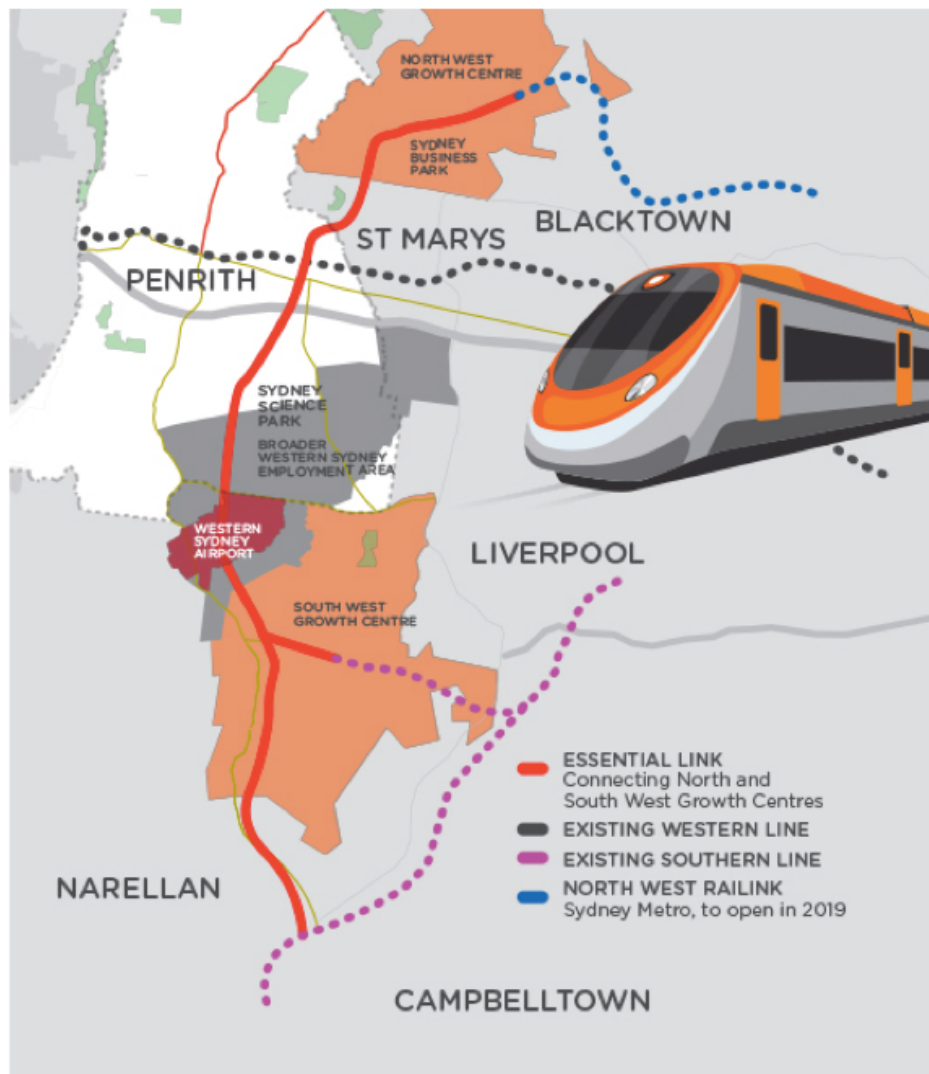 NORTH WEST
GROWTH CENTRE
SYDNEY
BUSINESS
PARK
BLACKTOWN
ST MARYS
PENRITH
SYDNEY
SCIENCE
PARK
BROADER
WESTERN SYDNEY
EMPLOYMENT AREA
WESTERN
SYDNEY
AIRPORT
LIVERPOOL
SOUTH WEST
GROWTH CENTRE
ESSENTIAL LINK
Connecting North and
South West Growth Centres
EXISTING WESTERN LINE
EXISTING SOUTHERN LINE
NORTH WEST RAILINK
Sydney Metro, to open in 2019
NARELLAN
CAMPBELLTOWN